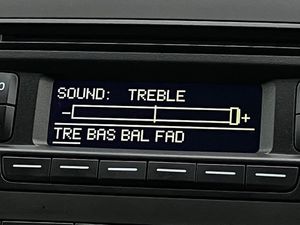 SOUND: TREBLE
- +
TRE BAS BAL FAD